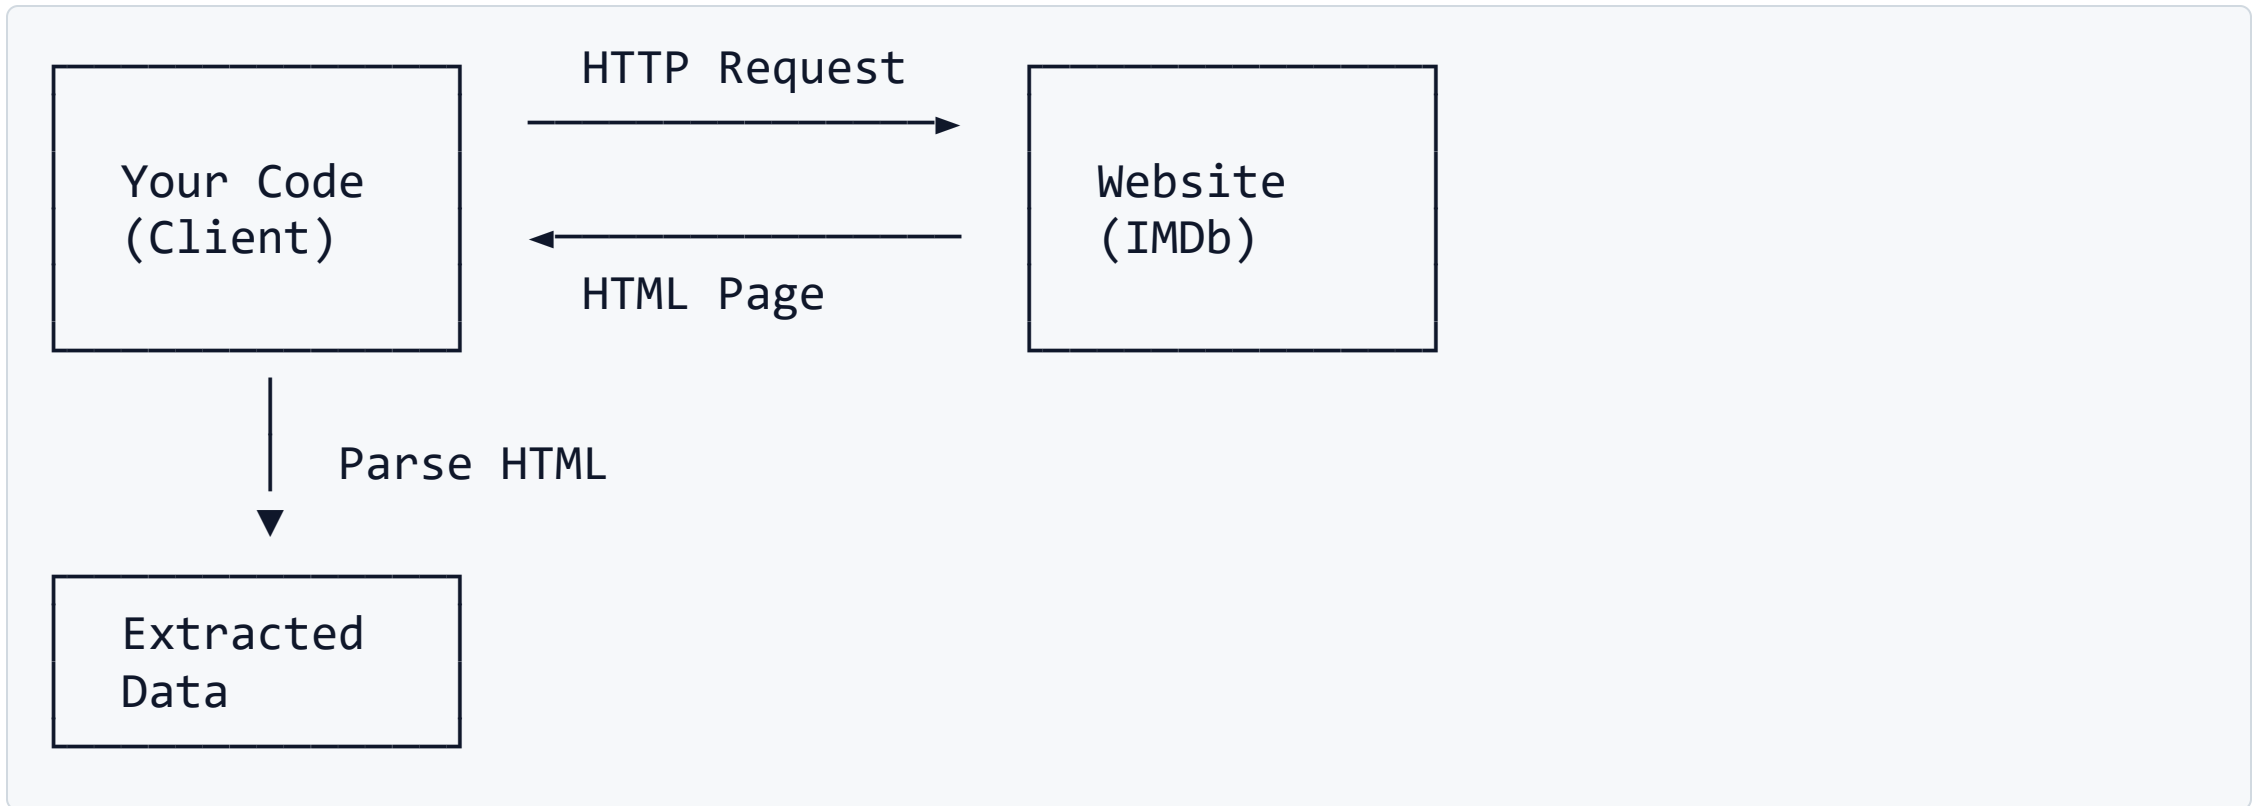 HTTP Request
Your Code
(Client)
Website
(IMDb)
HTML Page
Parse HTML
Extracted
Data